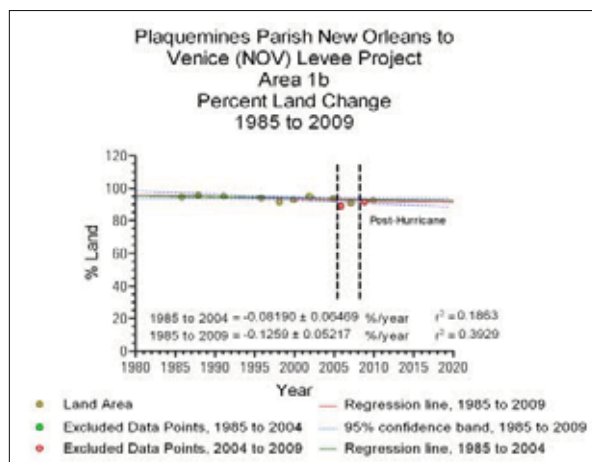 Plaquemines Parish New Orleans to
Venice (NOV) Levee Project
Area 1b
Percent Land Change
1985 to 2009
120
100
80
60
40
20
0
% Land
Post-Hurricane
1985 to 2004 = -0.08190 ± 0.06469 %/year r² = 0.1863
1985 to 2009 = -0.1259 ± 0.05217 %/year r² = 0.3929
1980 1985 1990 1995 2000 2005 2010 2015 2020
Year
Land Area
Excluded Data Points, 1985 to 2004
Excluded Data Points, 2004 to 2009
Regression line, 1985 to 2009
95% confidence band, 1985 to 2009
Regression line, 1985 to 2004